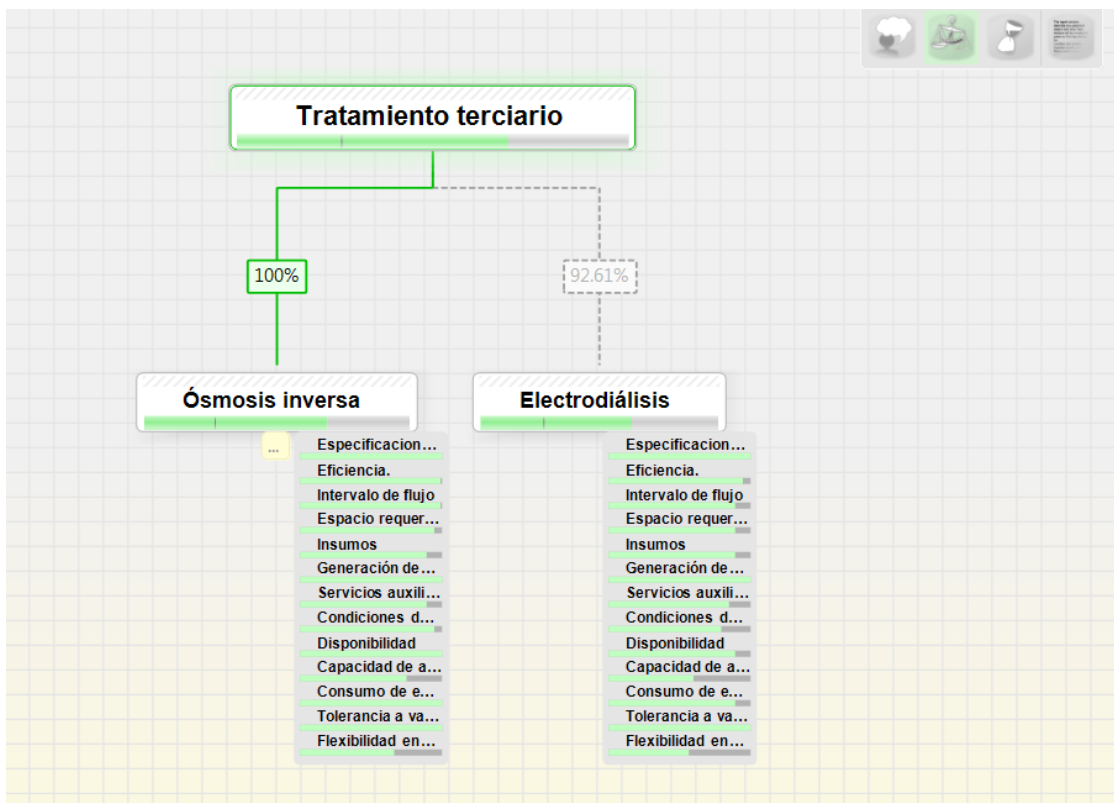 Tratamiento terciario
100%
92.61%
Ósmosis inversa
...
Especificacion...
Eficiencia.
Intervalo de flujo
Espacio requer...
Insumos
Generación de...
Servicios auxili...
Condiciones d...
Disponibilidad
Capacidad de a...
Consumo de e...
Tolerancia a va...
Flexibilidad en...
Electrodiálisis
Especificacion...
Eficiencia.
Intervalo de flujo
Espacio requer...
Insumos
Generación de...
Servicios auxili...
Condiciones d...
Disponibilidad
Capacidad de a...
Consumo de e...
Tolerancia a va...
Flexibilidad en...